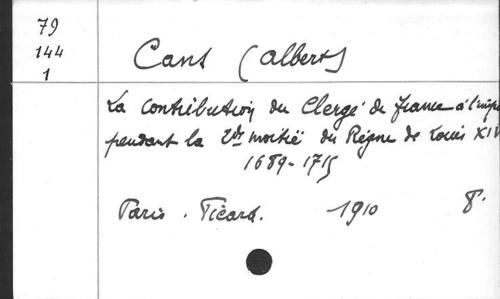 79
144
1
Cans (Albert)
La Contribution du Clergé de France à l'impô
pendant la 2de moitié du Règne de Louis XIV
1689-1715
Paris. Picard. 1910 8°.